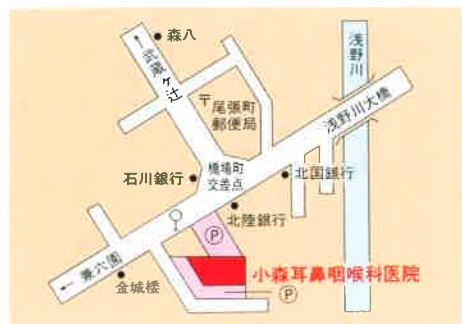 森八
←武蔵ヶ辻
浅野川
〒尾張町
郵便局
浅野川大橋
橋場町
交差点
石川銀行
北国銀行
北陸銀行
P
←兼六園
金城楼
小森耳鼻咽喉科医院
P